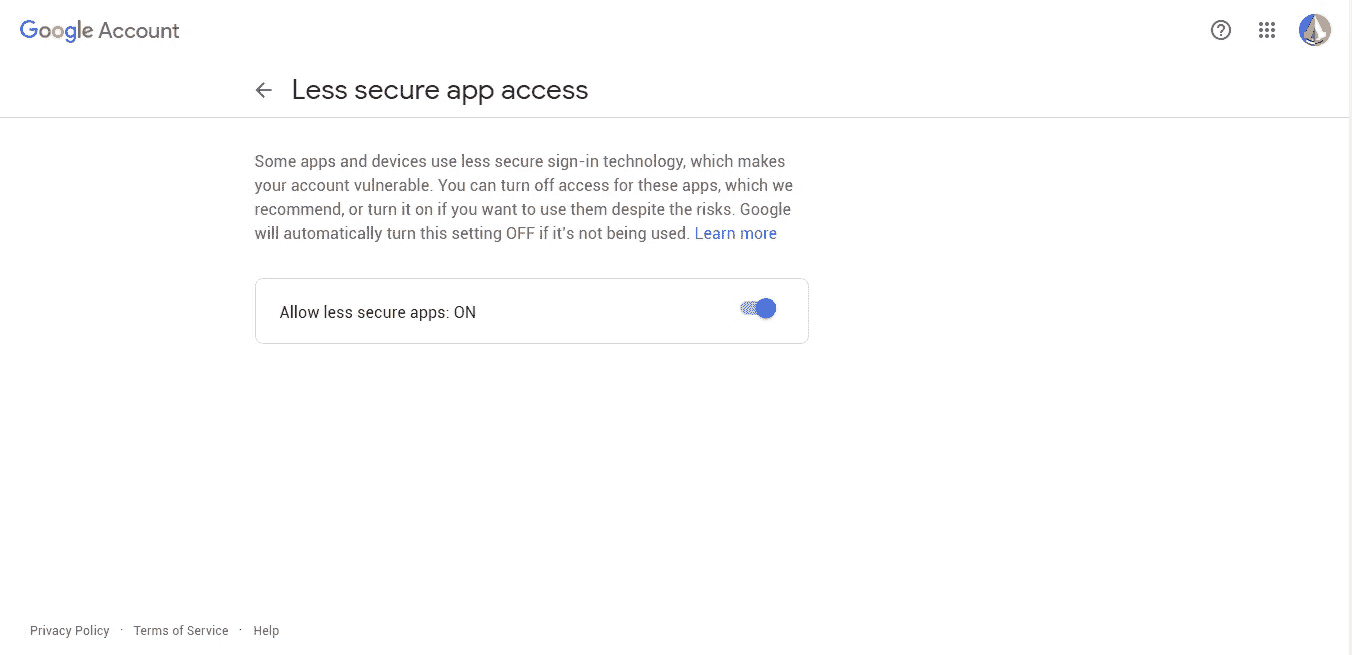 Google Account
Less secure app access
Some apps and devices use less secure sign-in technology, which makes
your account vulnerable. You can turn off access for these apps, which we
recommend, or turn it on if you want to use them despite the risks. Google
will automatically turn this setting OFF if it's not being used. Learn more
Allow less secure apps: ON
Privacy Policy · Terms of Service · Help